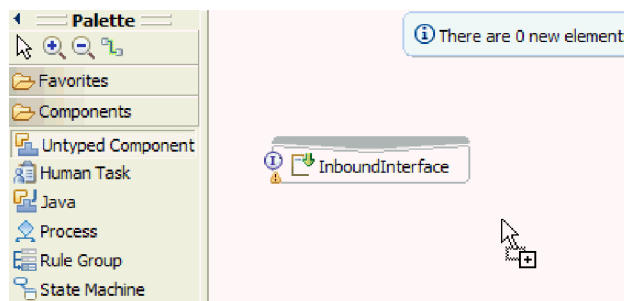 Palette
Favorites
Components
Untyped Component
Human Task
Java
Process
Rule Group
State Machine
There are 0 new element
InboundInterface